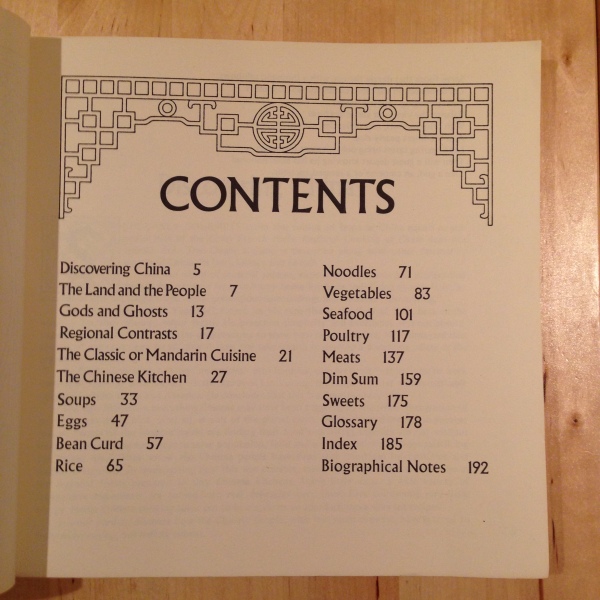 CONTENTS
Discovering China 5
The Land and the People 7
Gods and Ghosts 13
Regional Contrasts 17
The Classic or Mandarin Cuisine 21
The Chinese Kitchen 27
Soups 33
Eggs 47
Bean Curd 57
Rice 65
Noodles 71
Vegetables 83
Seafood 101
Poultry 117
Meats 137
Dim Sum 159
Sweets 175
Glossary 178
Index 185
Biographical Notes 192